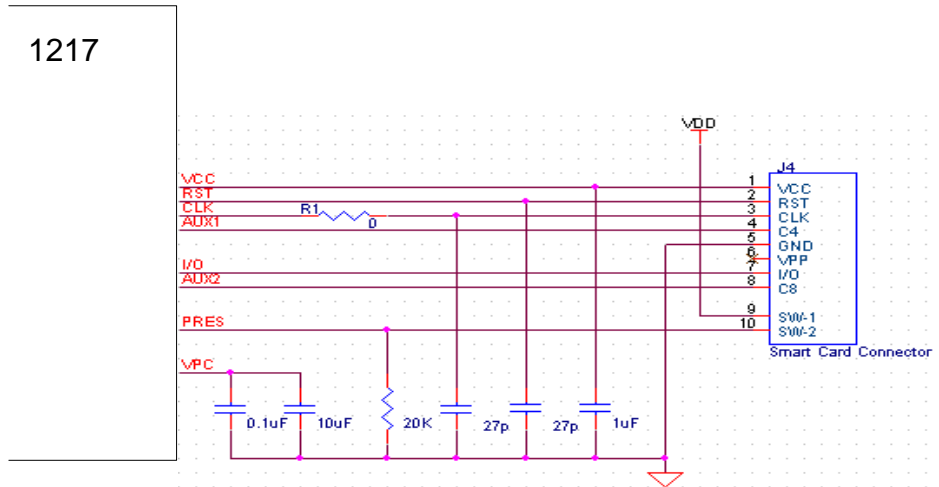 1217
VDD
J4
VCC 1 VCC
RST 2 RST
CLK R1 0 3 CLK
AUX1 4 C4
5 GND
6 VPP
I/O 7 I/O
AUX2 8 C8
9 SW-1
PRES 10 SW-2
Smart Card Connector
VPC
0.1uF 10uF 20K 27p 27p 1uF